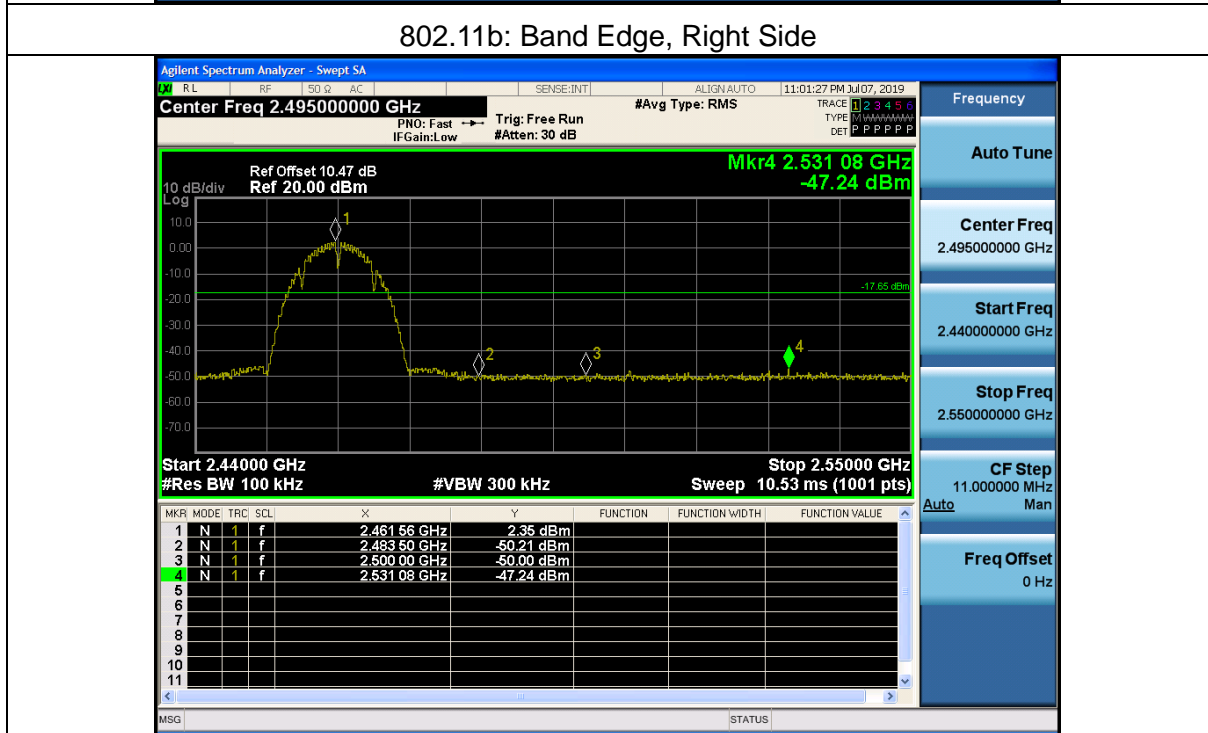 802.11b: Band Edge, Right Side
Agilent Spectrum Analyzer - Swept SA
LXI RL RF 50 Ω AC SENSE:INT ALIGN AUTO 11:01:27 PM Jul 07, 2019
Center Freq 2.495000000 GHz
PNO: Fast
IFGain:Low
Trig: Free Run
#Atten: 30 dB
#Avg Type: RMS
TRACE 1 2 3 4 5 6
TYPE MWWWWW
DET P P P P P P
Mkr4 2.531 08 GHz
-47.24 dBm
Ref Offset 10.47 dB
10 dB/div Ref 20.00 dBm
Log
10.0
0.00
-10.0
-20.0
-30.0
-40.0
-50.0
-60.0
-70.0
1
2
3
4
-17.65 dBm
Start 2.44000 GHz Stop 2.55000 GHz
#Res BW 100 kHz #VBW 300 kHz Sweep 10.53 ms (1001 pts)
MKR MODE TRC SCL X Y FUNCTION FUNCTION WIDTH FUNCTION VALUE
1 N 1 f 2.461 56 GHz 2.35 dBm
2 N 1 f 2.483 50 GHz -50.21 dBm
3 N 1 f 2.500 00 GHz -50.00 dBm
4 N 1 f 2.531 08 GHz -47.24 dBm
5
6
7
8
9
10
11
MSG STATUS
Frequency
Auto Tune
Center Freq
2.495000000 GHz
Start Freq
2.440000000 GHz
Stop Freq
2.550000000 GHz
CF Step
11.000000 MHz
Auto Man
Freq Offset
0 Hz